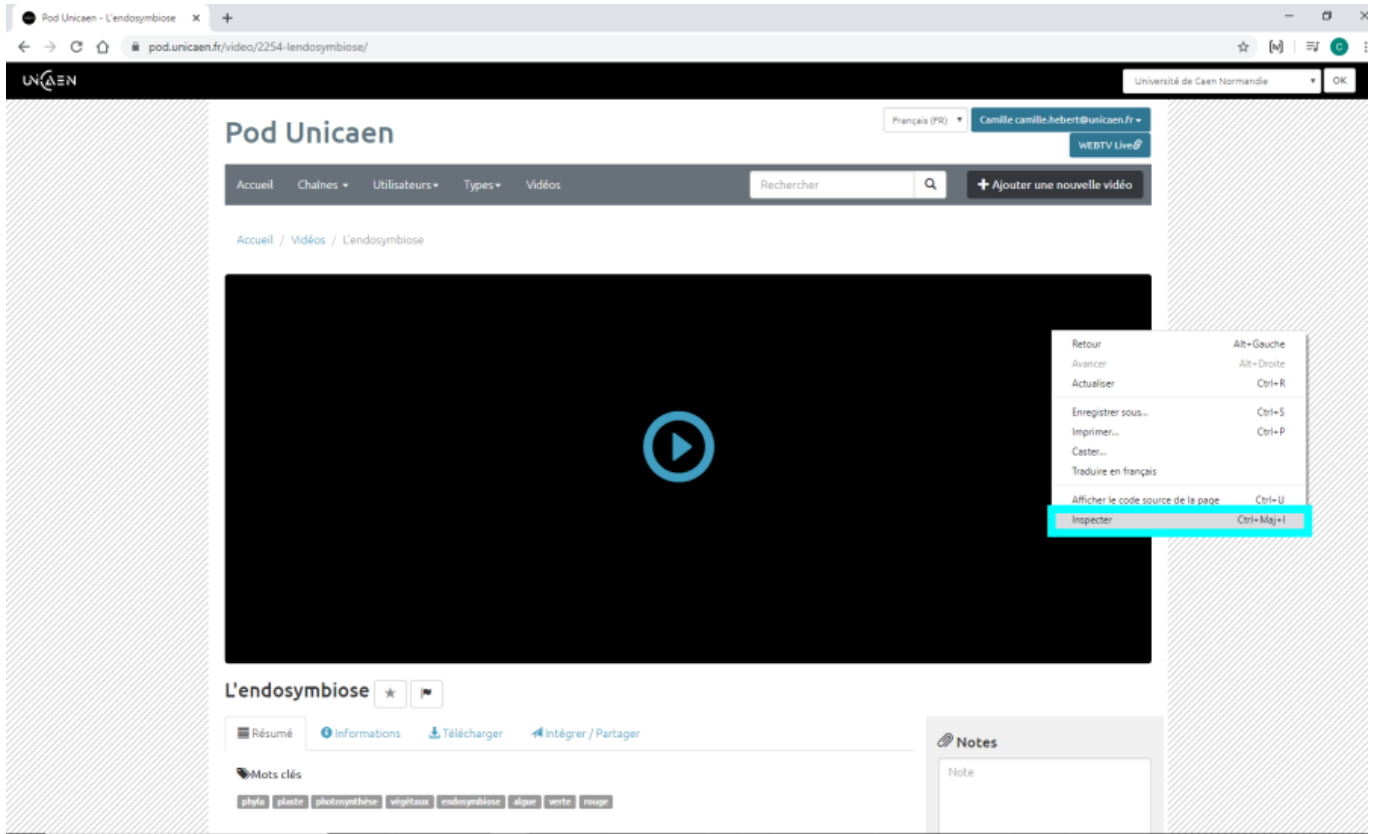 Pod Unicaen - L'endosymbiose
pod.unicaen.fr/video/2254-lendosymbiose/
UNICAEN
Université de Caen Normandie OK
Pod Unicaen
Français (FR) Camille camille.hebert@unicaen.fr
WEBTV Live
Accueil Chaînes Utilisateurs Types Vidéos Rechercher Ajouter une nouvelle vidéo
Accueil / Vidéos / L'endosymbiose
Retour Alt+Gauche
Avancer Alt+Droite
Actualiser Ctrl+R
Enregistrer sous... Ctrl+S
Imprimer... Ctrl+P
Caster...
Traduire en français
Afficher le code source de la page Ctrl+U
Inspecter Ctrl+Maj+I
L'endosymbiose
Résumé Informations Télécharger Intégrer / Partager
Notes
Mots clés
Note
phyla plaste photosynthèse végétaux endosymbiose algue verte rouge